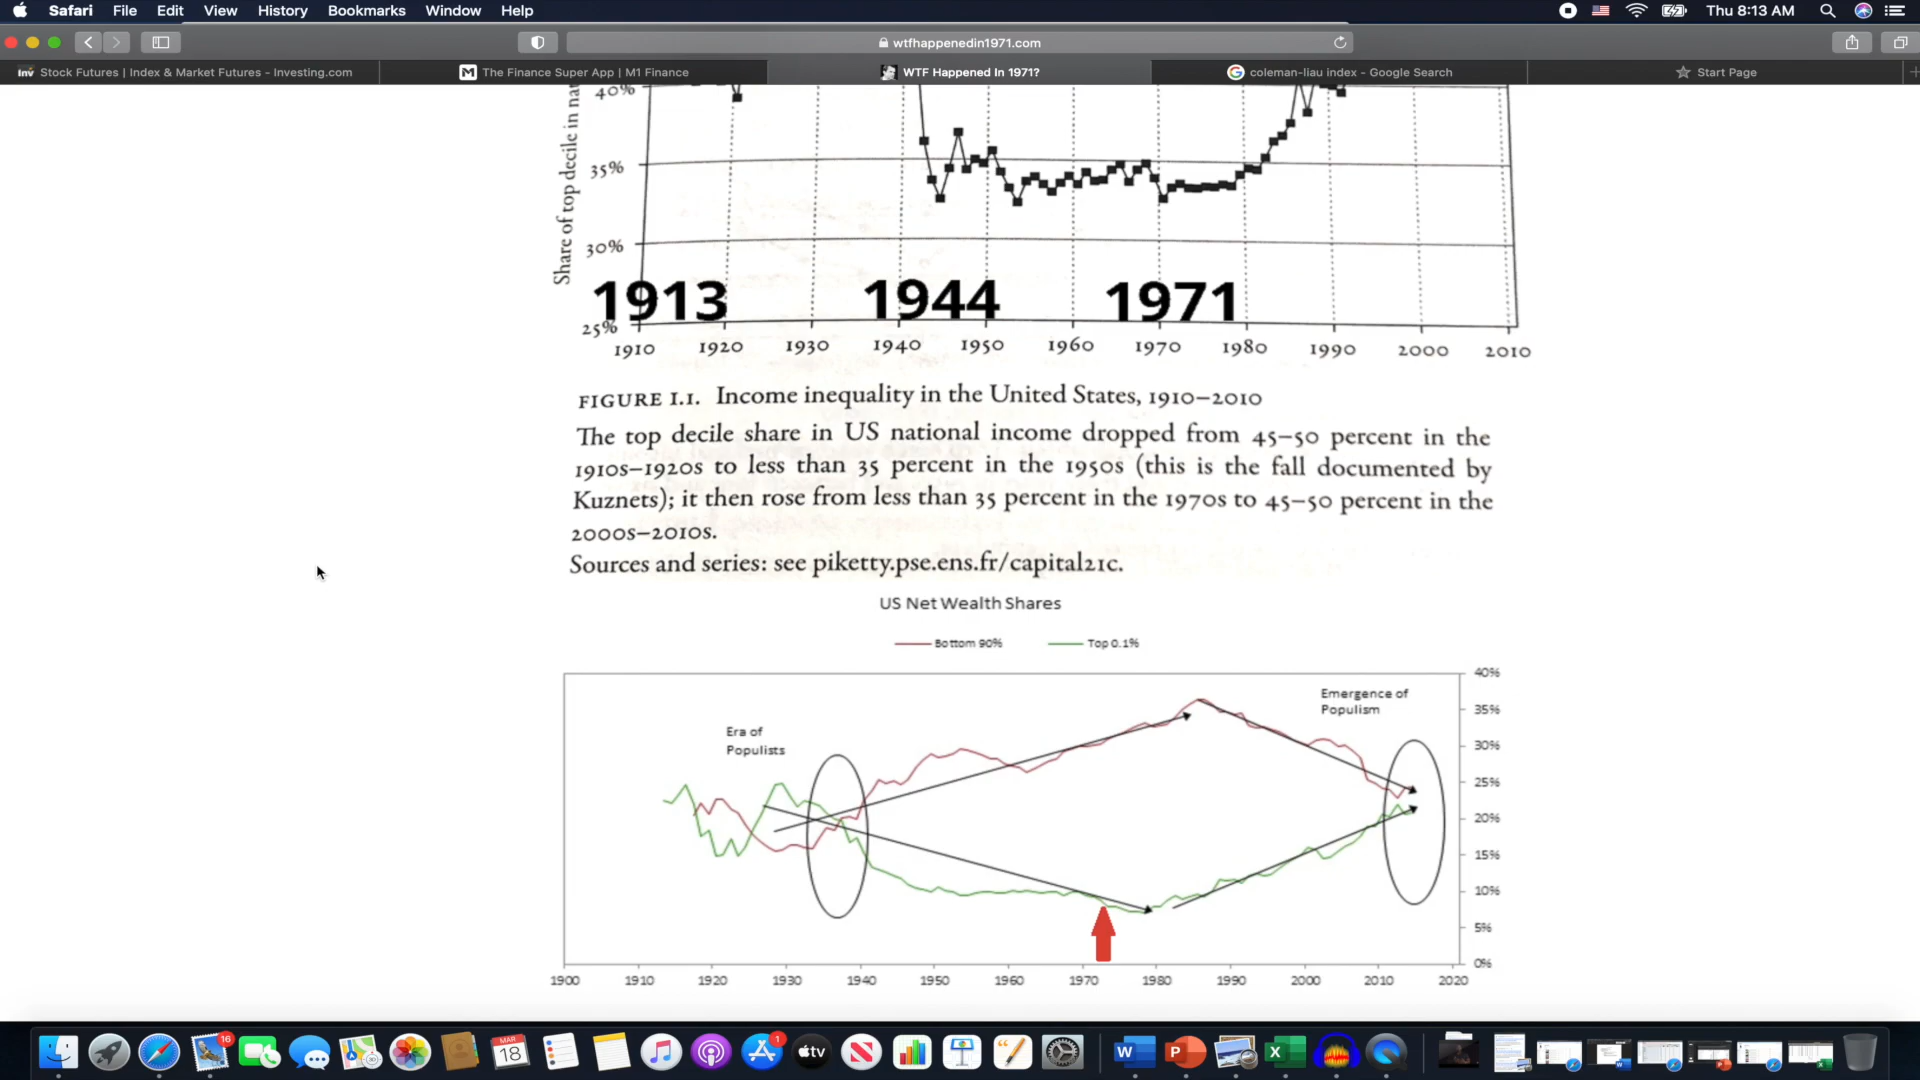 Safari File Edit View History Bookmarks Window Help Thu 8:13 AM
wtfhappenedin1971.com
Inv Stock Futures | Index & Market Futures - Investing.com M The Finance Super App | M1 Finance WTF Happened In 1971? G coleman-liau index - Google Search Start Page
Share of top decile in
40%
35%
30%
25%
1913 1944 1971
1910 1920 1930 1940 1950 1960 1970 1980 1990 2000 2010
FIGURE I.1. Income inequality in the United States, 1910–2010
The top decile share in US national income dropped from 45–50 percent in the
1910s–1920s to less than 35 percent in the 1950s (this is the fall documented by
Kuznets); it then rose from less than 35 percent in the 1970s to 45–50 percent in the
2000s–2010s.
Sources and series: see piketty.pse.ens.fr/capital21c.
US Net Wealth Shares
Bottom 90% Top 0.1%
Era of
Populists
Emergence of
Populism
40%
35%
30%
25%
20%
15%
10%
5%
0%
1900 1910 1920 1930 1940 1950 1960 1970 1980 1990 2000 2010 2020
16 MAR 18 1 tv W P X